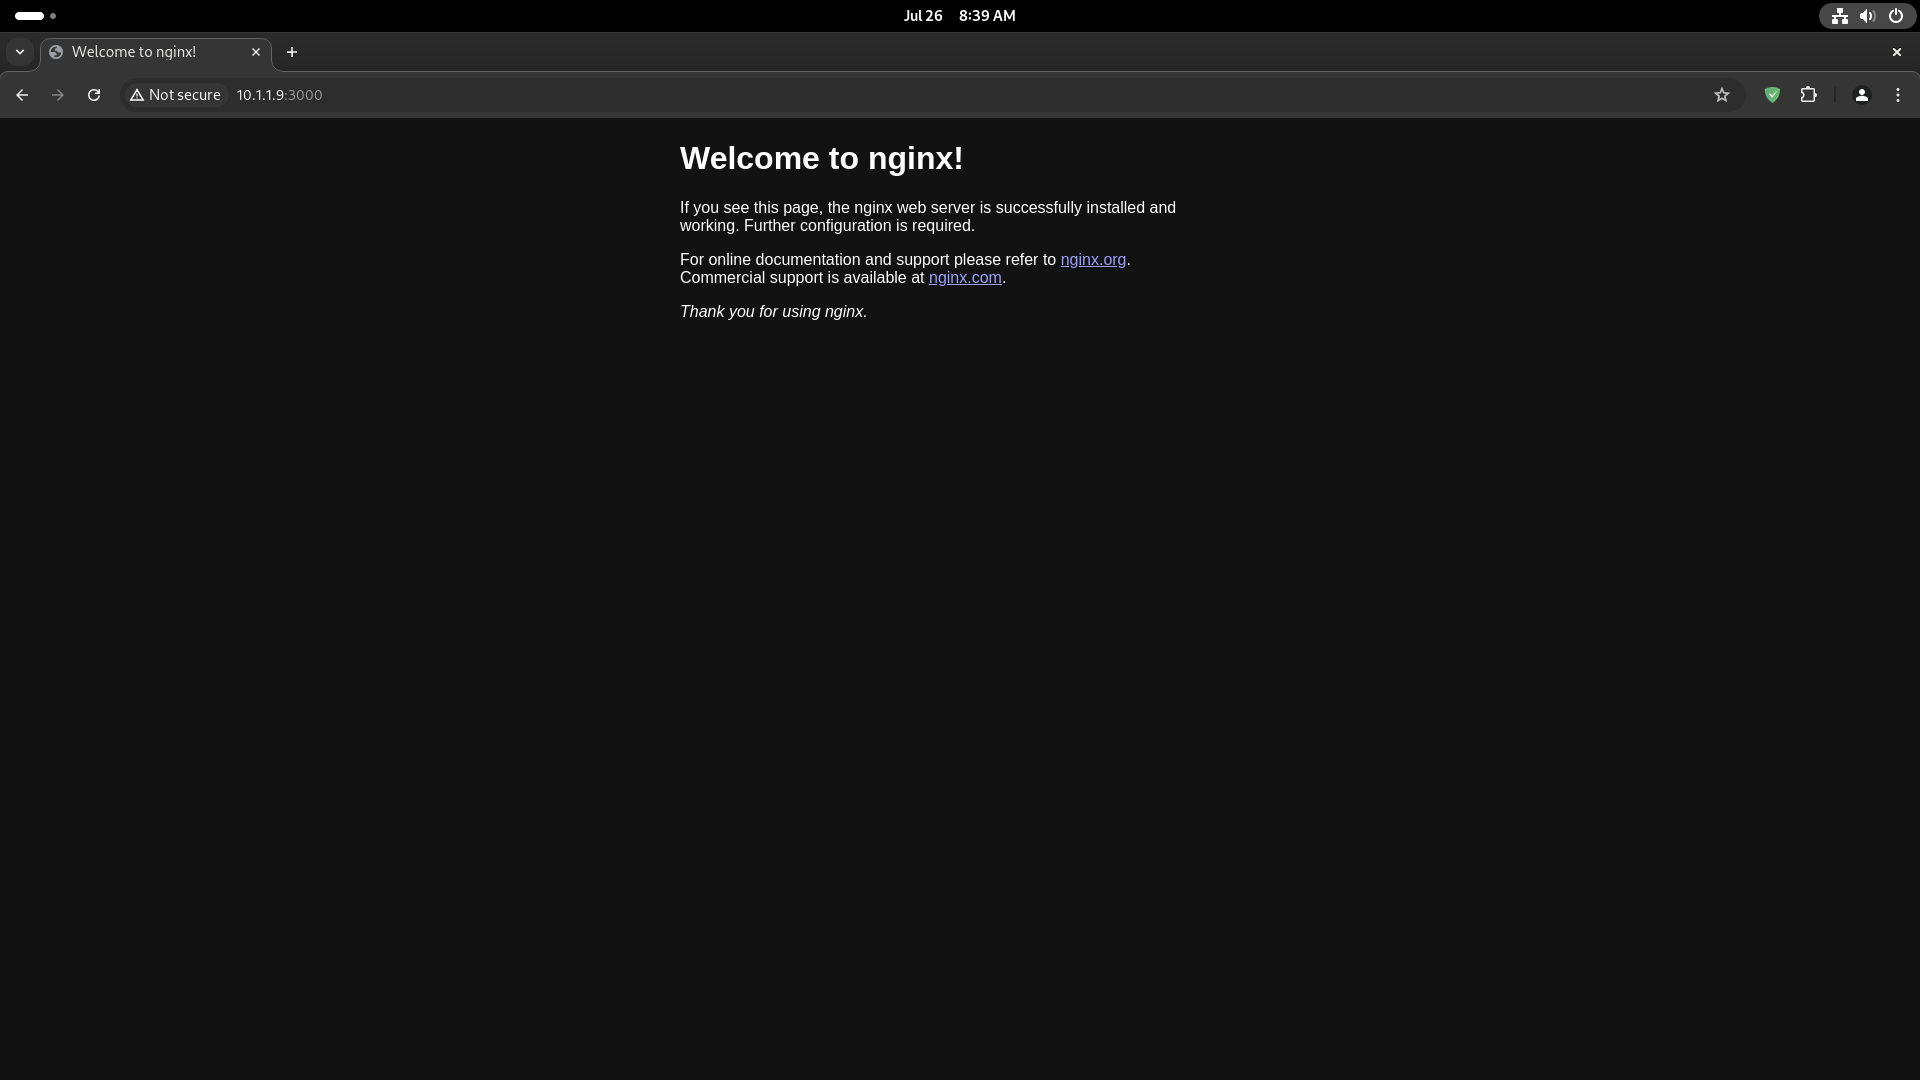 Jul 26 8:39 AM
Welcome to nginx!
Not secure 10.1.1.9:3000
Welcome to nginx!
If you see this page, the nginx web server is successfully installed and
working. Further configuration is required.
For online documentation and support please refer to nginx.org.
Commercial support is available at nginx.com.
Thank you for using nginx.